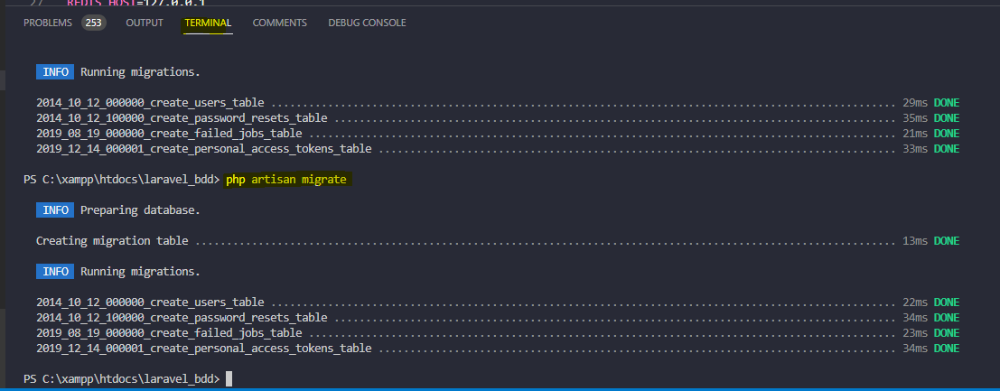 27 REDIS_HOST=127.0.0.1
PROBLEMS 253 OUTPUT TERMINAL COMMENTS DEBUG CONSOLE
INFO Running migrations.
2014_10_12_000000_create_users_table ................................................................ 29ms DONE
2014_10_12_100000_create_password_resets_table ................................................................ 35ms DONE
2019_08_19_000000_create_failed_jobs_table ................................................................ 21ms DONE
2019_12_14_000001_create_personal_access_tokens_table ................................................................ 33ms DONE
PS C:\xampp\htdocs\laravel_bdd> php artisan migrate
INFO Preparing database.
Creating migration table ................................................................ 13ms DONE
INFO Running migrations.
2014_10_12_000000_create_users_table ................................................................ 22ms DONE
2014_10_12_100000_create_password_resets_table ................................................................ 34ms DONE
2019_08_19_000000_create_failed_jobs_table ................................................................ 23ms DONE
2019_12_14_000001_create_personal_access_tokens_table ................................................................ 34ms DONE
PS C:\xampp\htdocs\laravel_bdd>